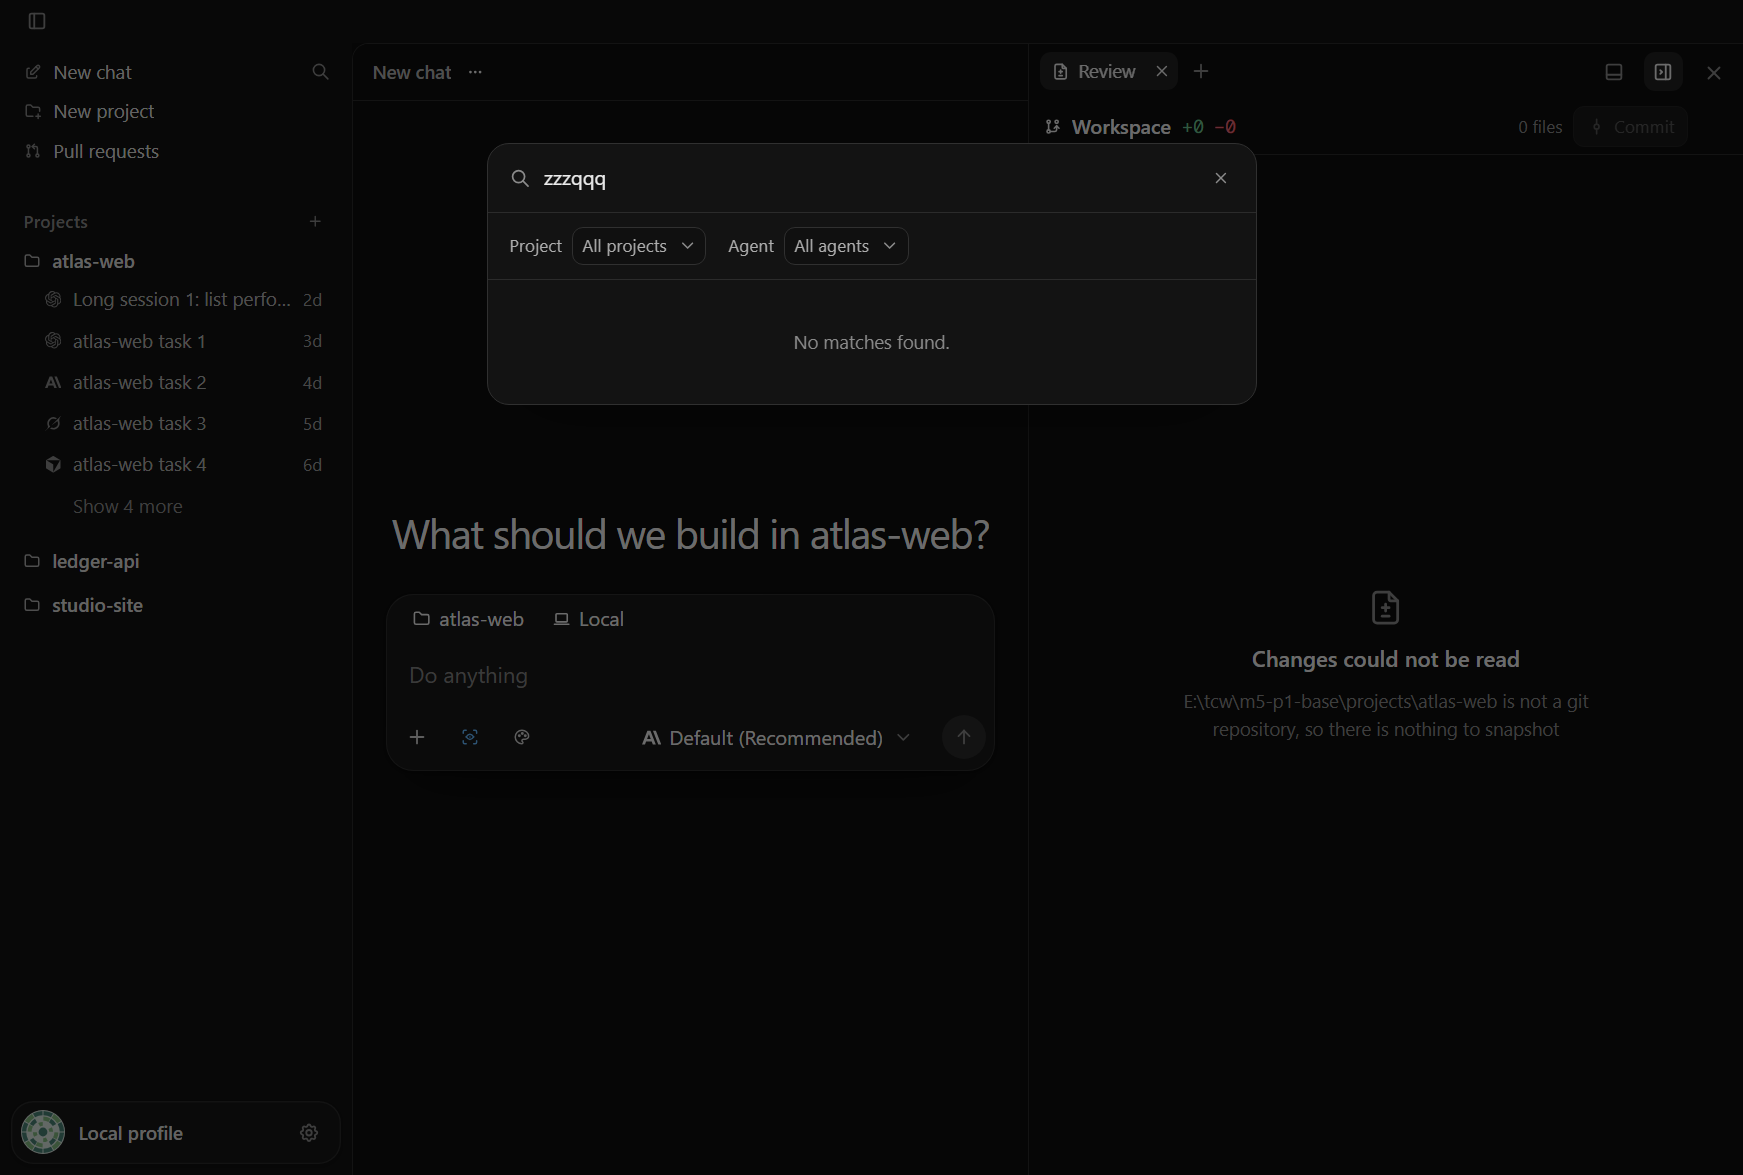 New chat
New project
Pull requests
Projects
atlas-web
Long session 1: list perfo... 2d
atlas-web task 1 3d
atlas-web task 2 4d
atlas-web task 3 5d
atlas-web task 4 6d
Show 4 more
ledger-api
studio-site
Local profile
New chat ...
Review
Workspace +0 -0
0 files Commit
zzzqqq
Project All projects Agent All agents
No matches found.
What should we build in atlas-web?
atlas-web Local
Do anything
Default (Recommended)
Changes could not be read
E:\tcw\m5-p1-base\projects\atlas-web is not a git
repository, so there is nothing to snapshot